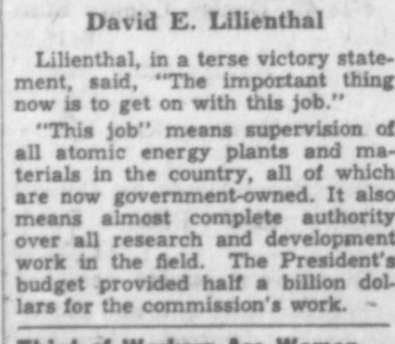 David E. Lilienthal
Lilienthal, in a terse victory state-
ment, said, "The important thing
now is to get on with this job."
"This job" means supervision of
all atomic energy plants and ma-
terials in the country, all of which
are now government-owned. It also
means almost complete authority
over all research and development
work in the field. The President's
budget provided half a billion dol-
lars for the commission's work.